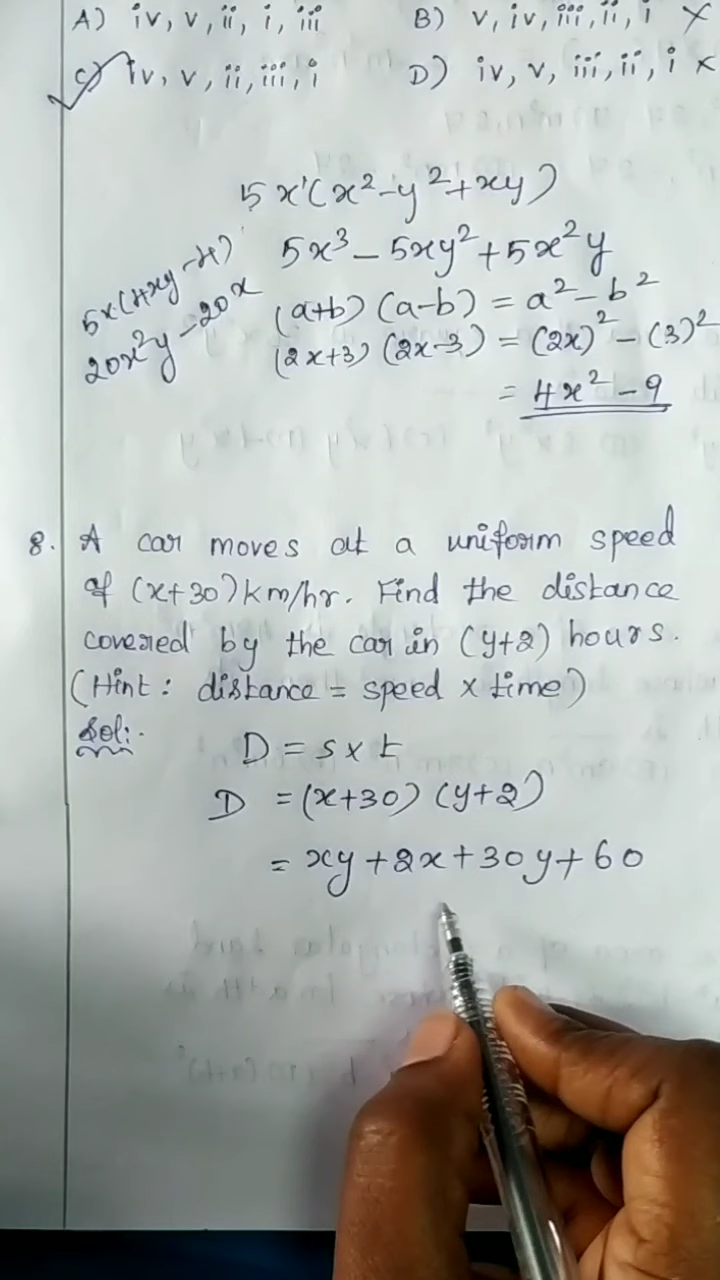 A) iv, v, ii, i, iii B) v, iv, iii, ii, i X
C) iv, v, ii, iii, i D) iv, v, iii, ii, i X
5x'(x²-y²+xy)
5x³ - 5xy² + 5x²y
5x(4xy-4)
20x²y - 20x
(a+b) (a-b) = a² - b²
(2x+3) (2x-3) = (2x)² - (3)²
= 4x² - 9
8. A car moves at a uniform speed
of (x+30) km/hr. Find the distance
covered by the car in (y+2) hours.
(Hint: distance = speed × time)
Sol:-
D = s x t
D = (x+30) (y+2)
= xy + 2x + 30y + 60